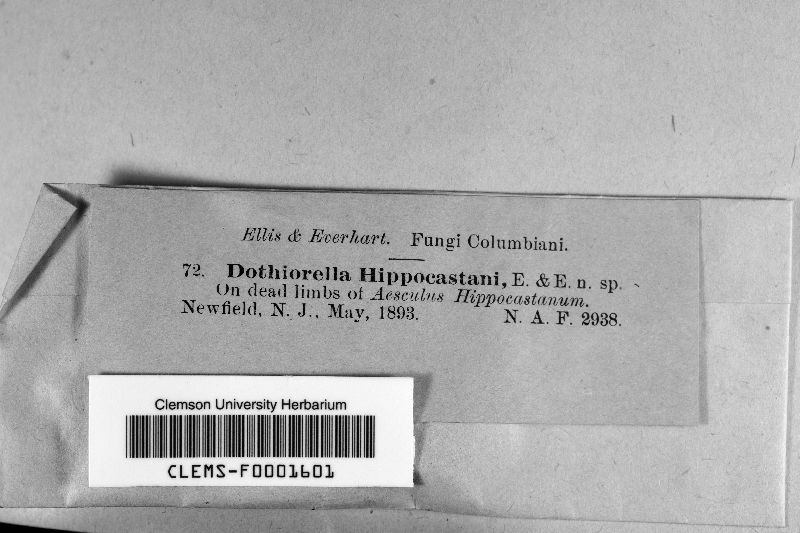 Ellis & Everhart. Fungi Columbiani.
72. Dothiorella Hippocastani, E. & E. n. sp.
On dead limbs of Aesculus Hippocastanum.
Newfield, N. J., May, 1893. N. A. F. 2938.
Clemson University Herbarium
CLEMS-F0001601